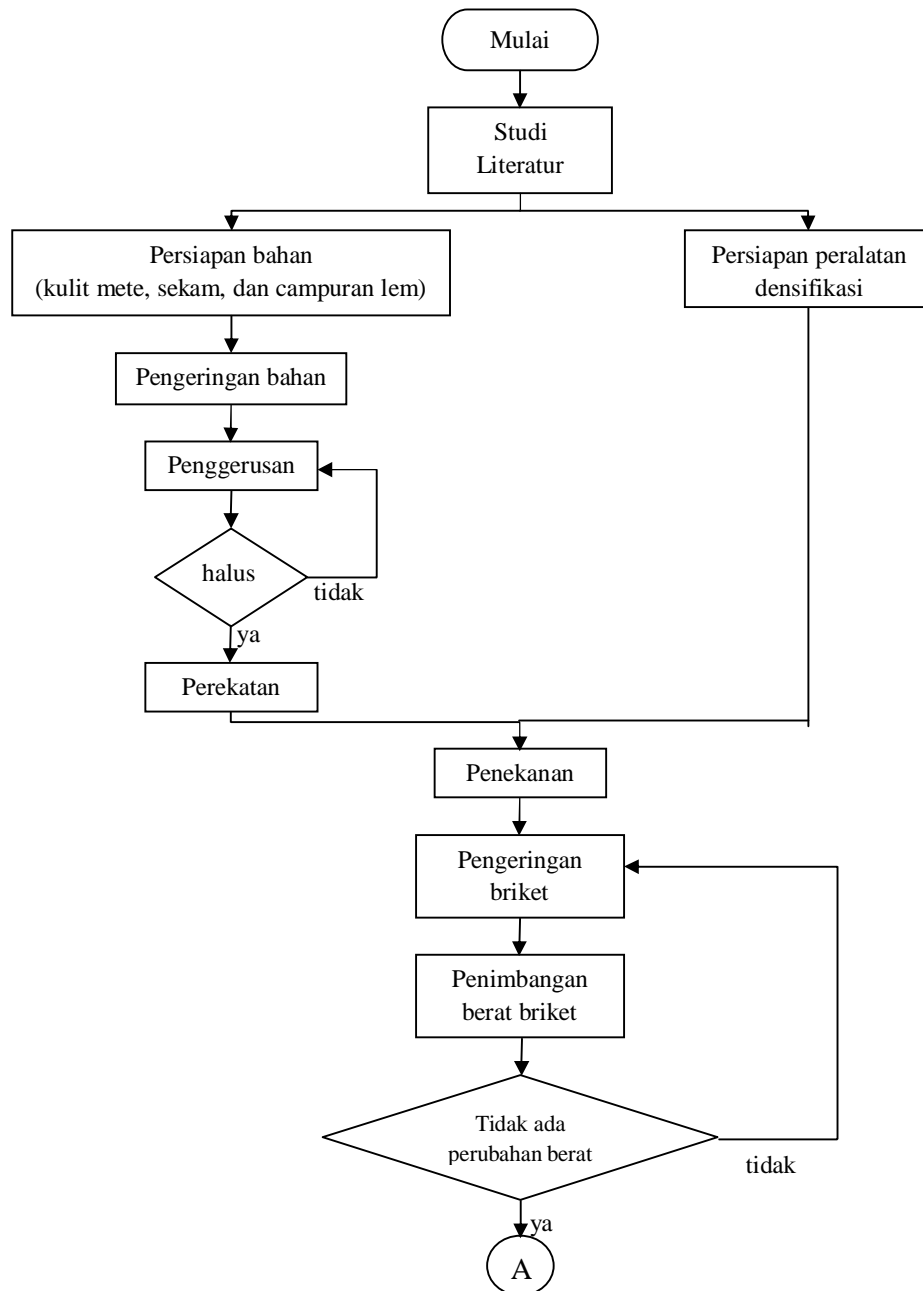 Mulai
Studi
Literatur
Persiapan bahan
(kulit mete, sekam, dan campuran lem)
Persiapan peralatan
densifikasi
Pengeringan bahan
Penggerusan
halus
tidak
ya
Perekatan
Penekanan
Pengeringan
briket
Penimbangan
berat briket
Tidak ada
perubahan berat
tidak
ya
A